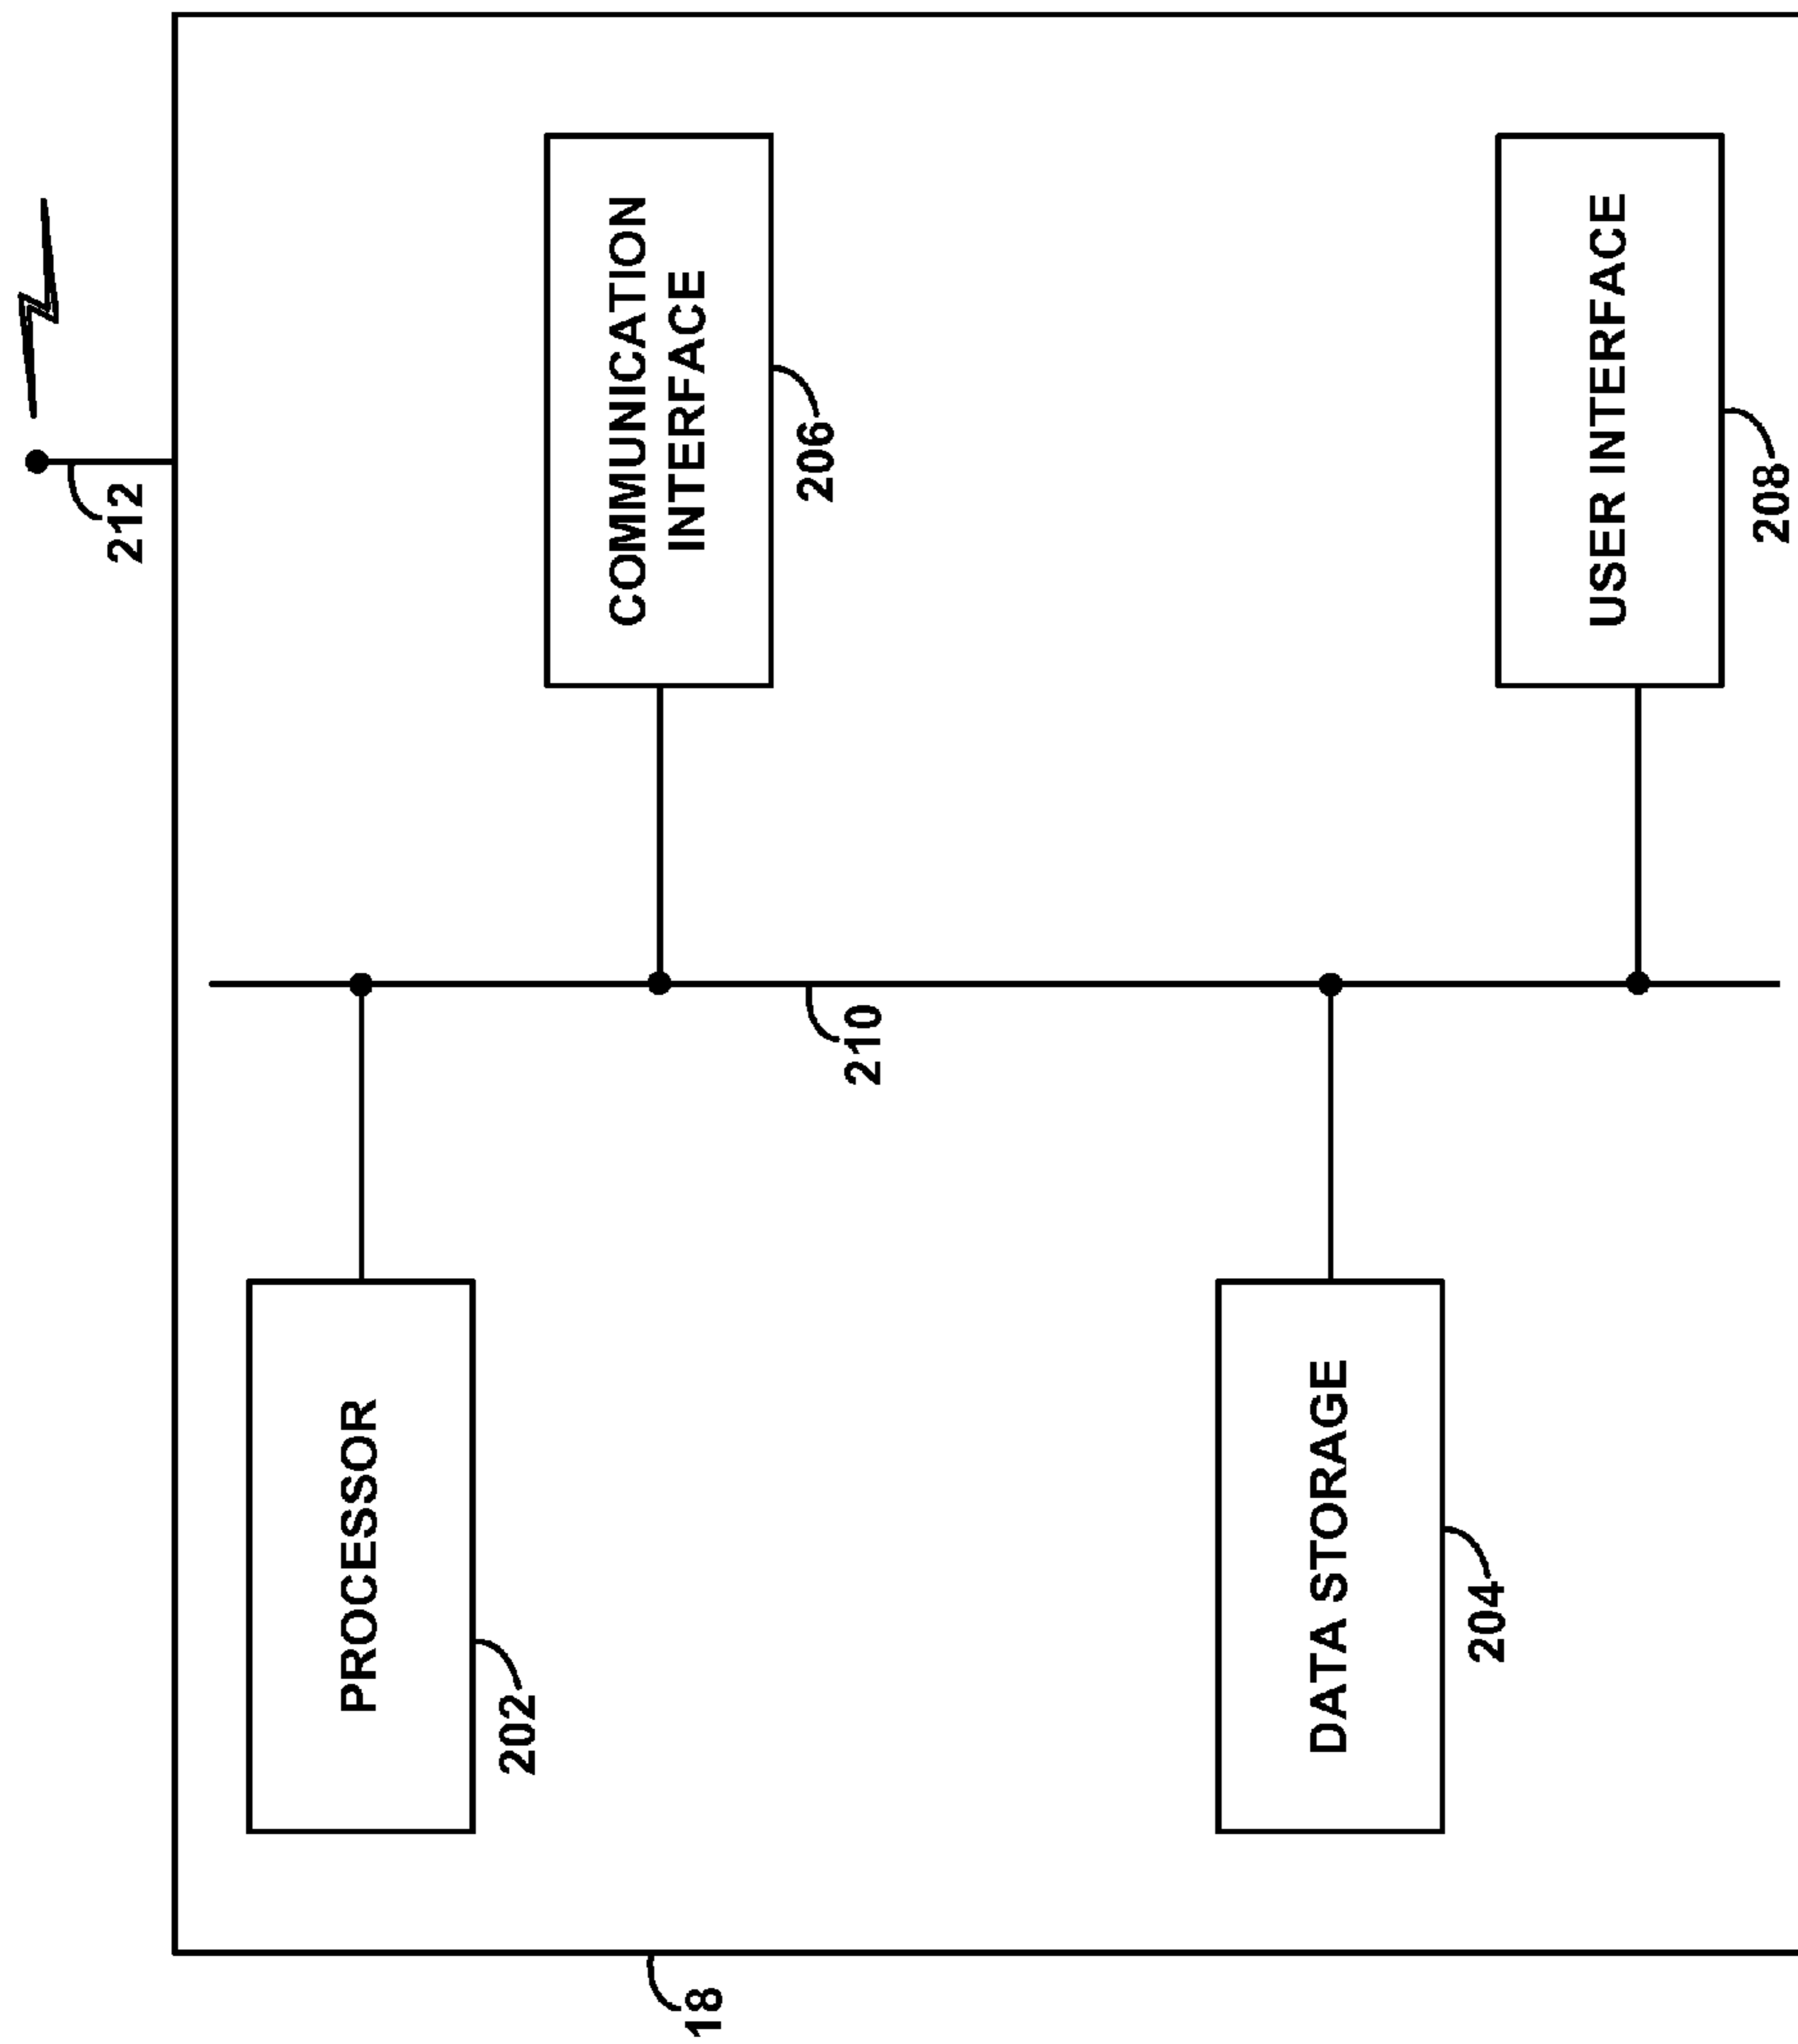 212
PROCESSOR
202
COMMUNICATION
INTERFACE
206
18
210
DATA STORAGE
204
USER INTERFACE
208